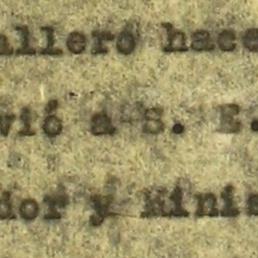 allero hace
vió a S. E.
dor y Minis